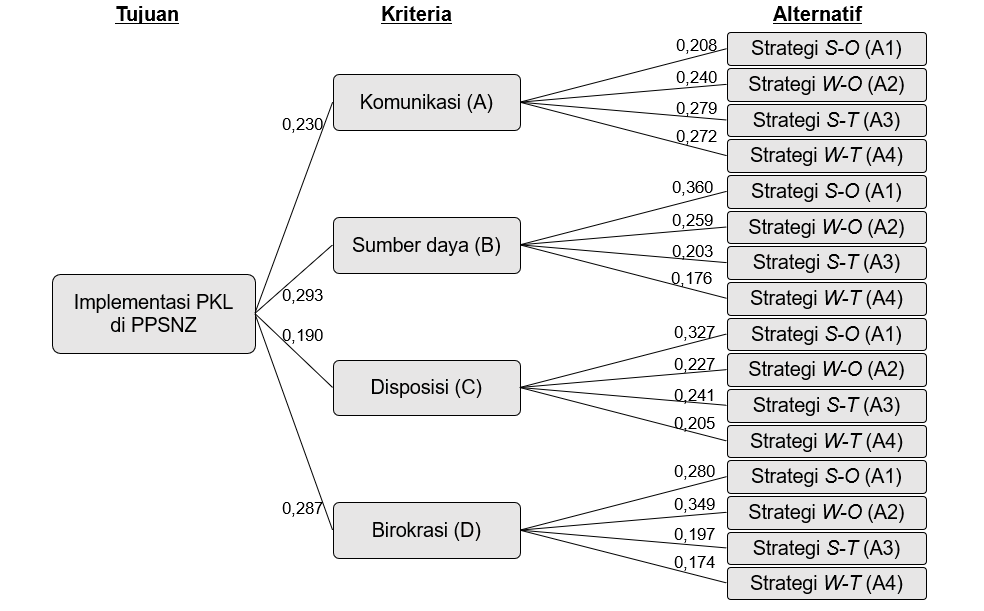 Tujuan
Kriteria
Alternatif
Implementasi PKL
di PPSNZ
0,230
0,293
0,190
0,287
Komunikasi (A)
0,208
Strategi S-O (A1)
0,240
Strategi W-O (A2)
0,279
Strategi S-T (A3)
0,272
Strategi W-T (A4)
Sumber daya (B)
0,360
Strategi S-O (A1)
0,259
Strategi W-O (A2)
0,203
Strategi S-T (A3)
0,176
Strategi W-T (A4)
Disposisi (C)
0,327
Strategi S-O (A1)
0,227
Strategi W-O (A2)
0,241
Strategi S-T (A3)
0,205
Strategi W-T (A4)
Birokrasi (D)
0,280
Strategi S-O (A1)
0,349
Strategi W-O (A2)
0,197
Strategi S-T (A3)
0,174
Strategi W-T (A4)